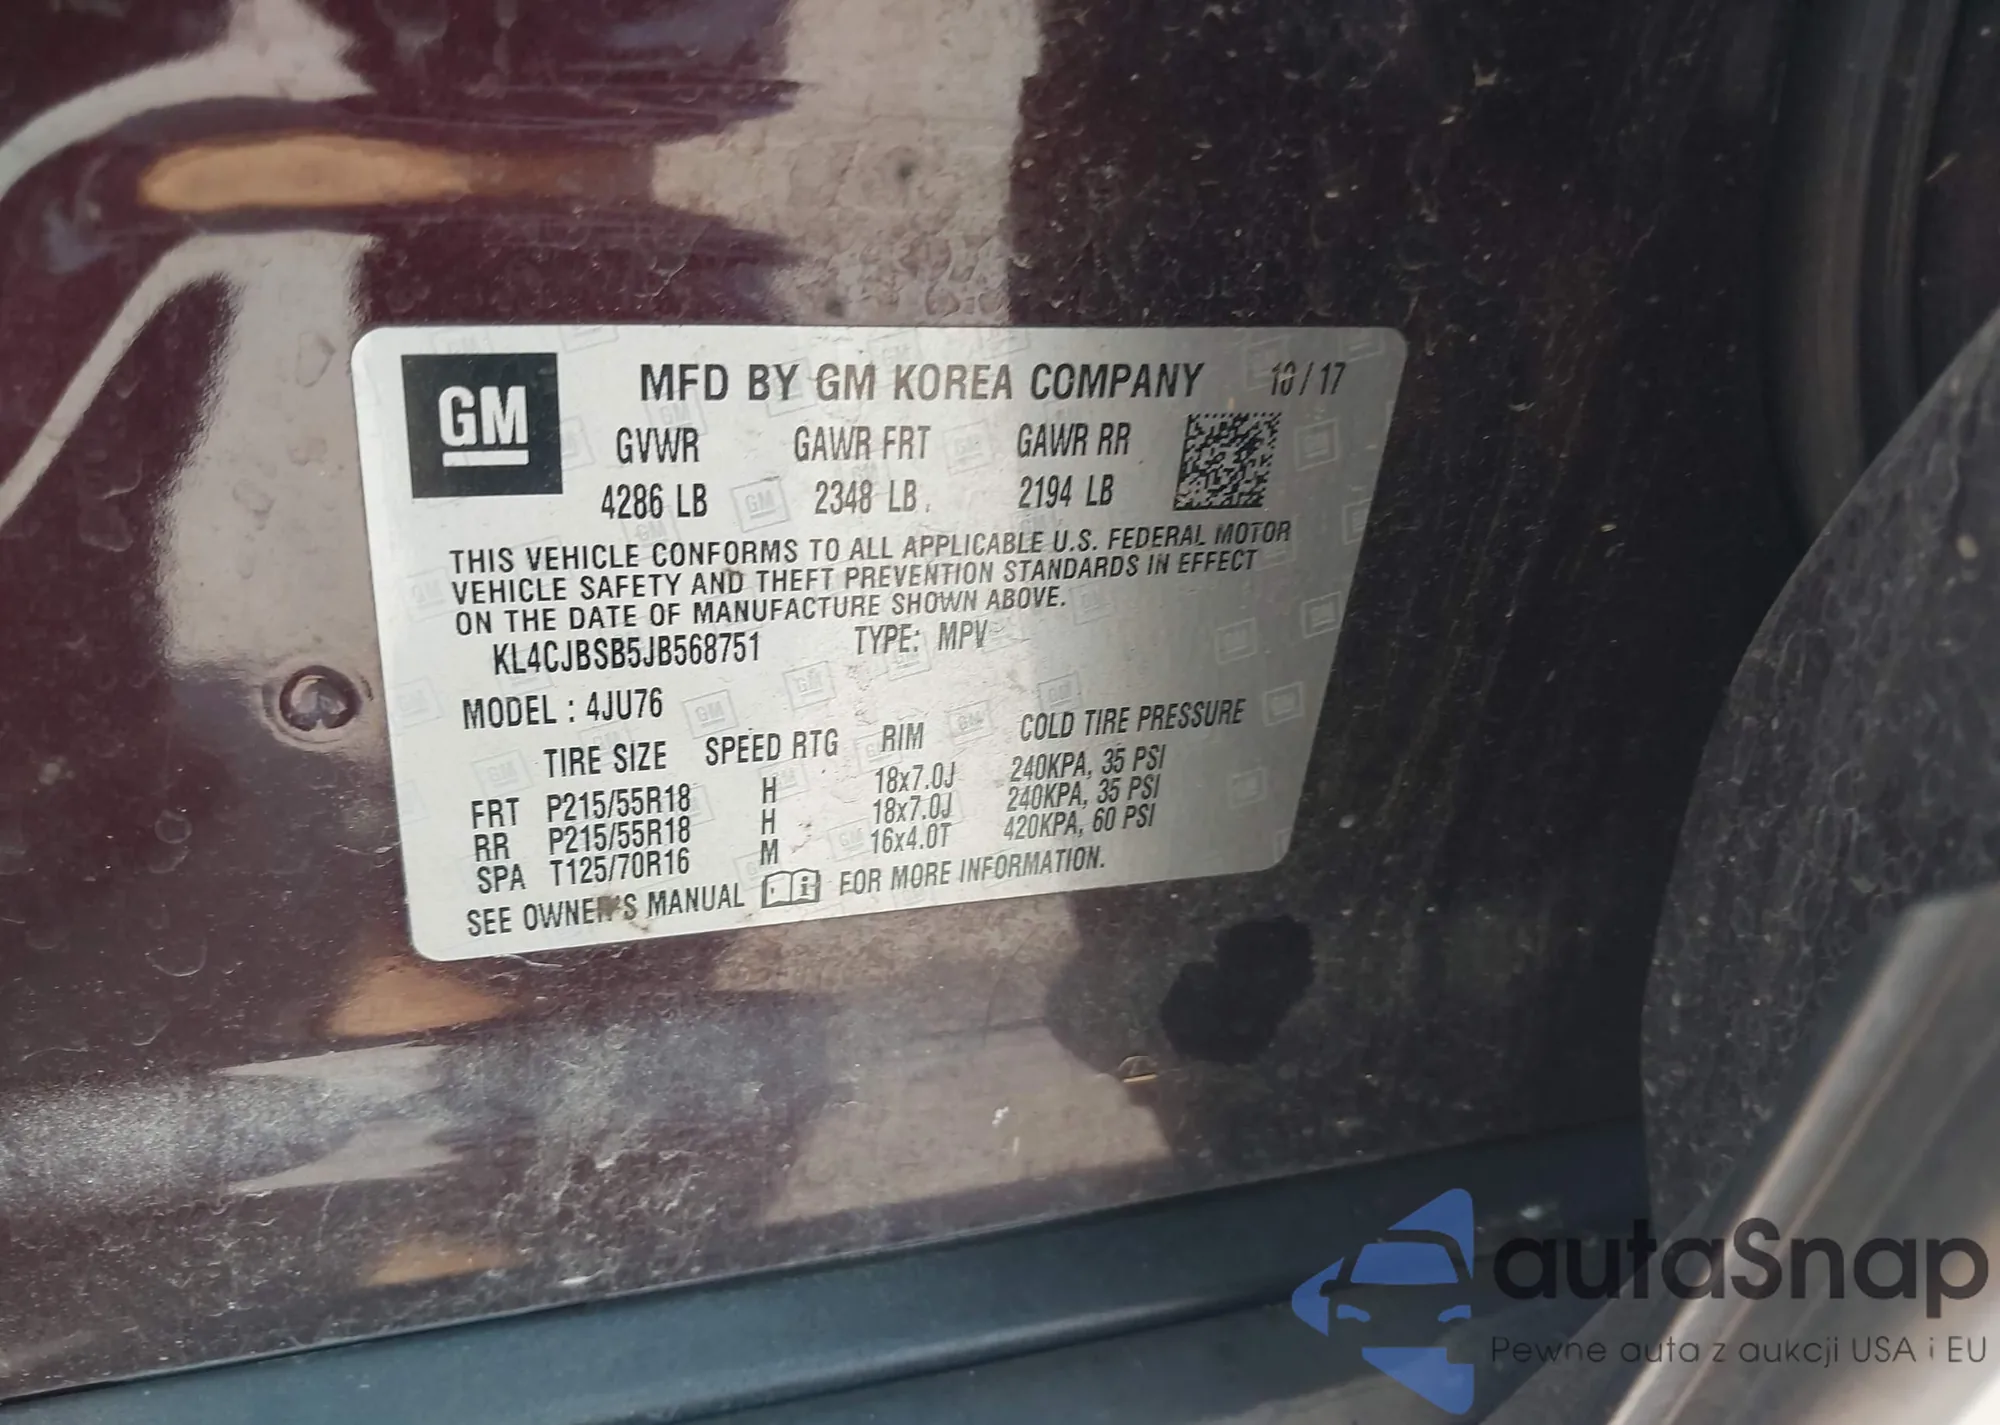 GM
MFD BY GM KOREA COMPANY 10/17
GVWR GAWR FRT GAWR RR
4286 LB 2348 LB. 2194 LB
THIS VEHICLE CONFORMS TO ALL APPLICABLE U.S. FEDERAL MOTOR
VEHICLE SAFETY AND THEFT PREVENTION STANDARDS IN EFFECT
ON THE DATE OF MANUFACTURE SHOWN ABOVE.
KL4CJBSB5JB568751 TYPE: MPV
MODEL : 4JU76
TIRE SIZE SPEED RTG RIM COLD TIRE PRESSURE
FRT P215/55R18 H 18x7.0J 240KPA, 35 PSI
RR P215/55R18 H 18x7.0J 240KPA, 35 PSI
SPA T125/70R16 M 16x4.0T 420KPA, 60 PSI
SEE OWNER'S MANUAL FOR MORE INFORMATION.
autaSnap
Pewne auta z aukcji USA i EU